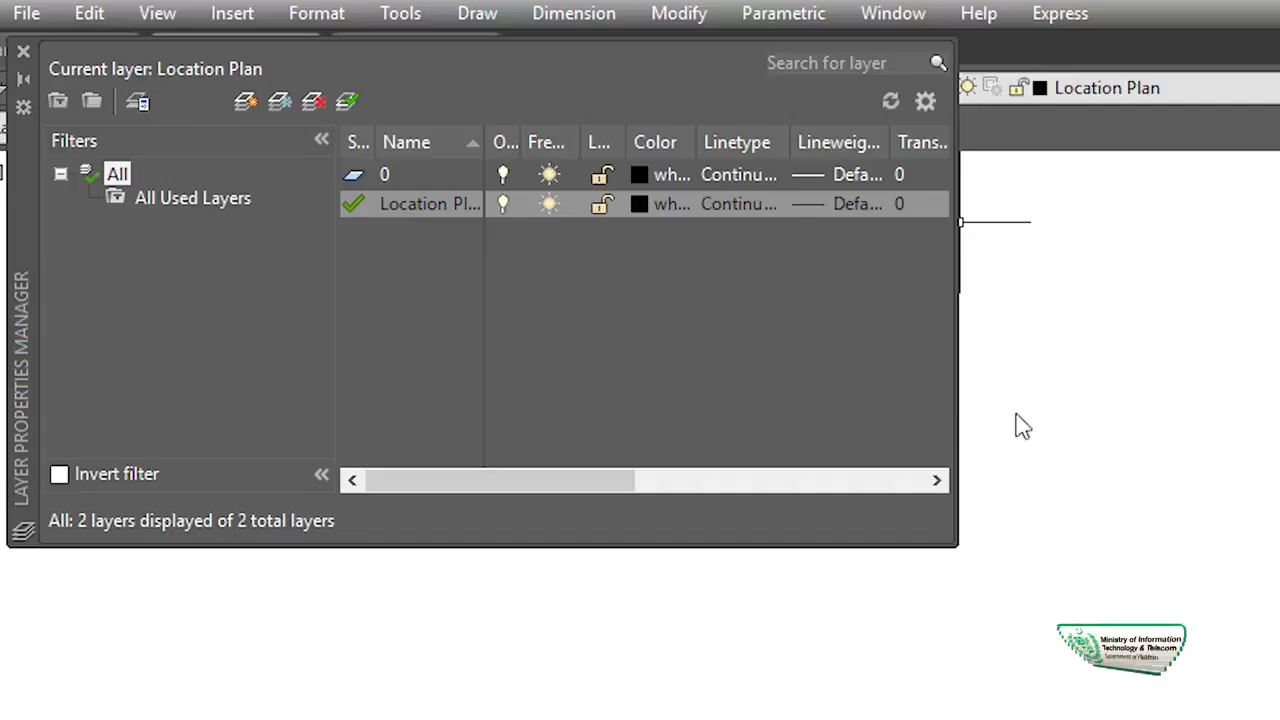 File Edit View Insert Format Tools Draw Dimension Modify Parametric Window Help Express
Current layer: Location Plan
Search for layer
Location Plan
Filters
S... Name O... Fre... L... Color Linetype Lineweig... Trans...
All
0 wh... Continu... Defa... 0
All Used Layers
Location Pl... wh... Continu... Defa... 0
LAYER PROPERTIES MANAGER
Invert filter
All: 2 layers displayed of 2 total layers
Ministry of Information
Technology & Telecom